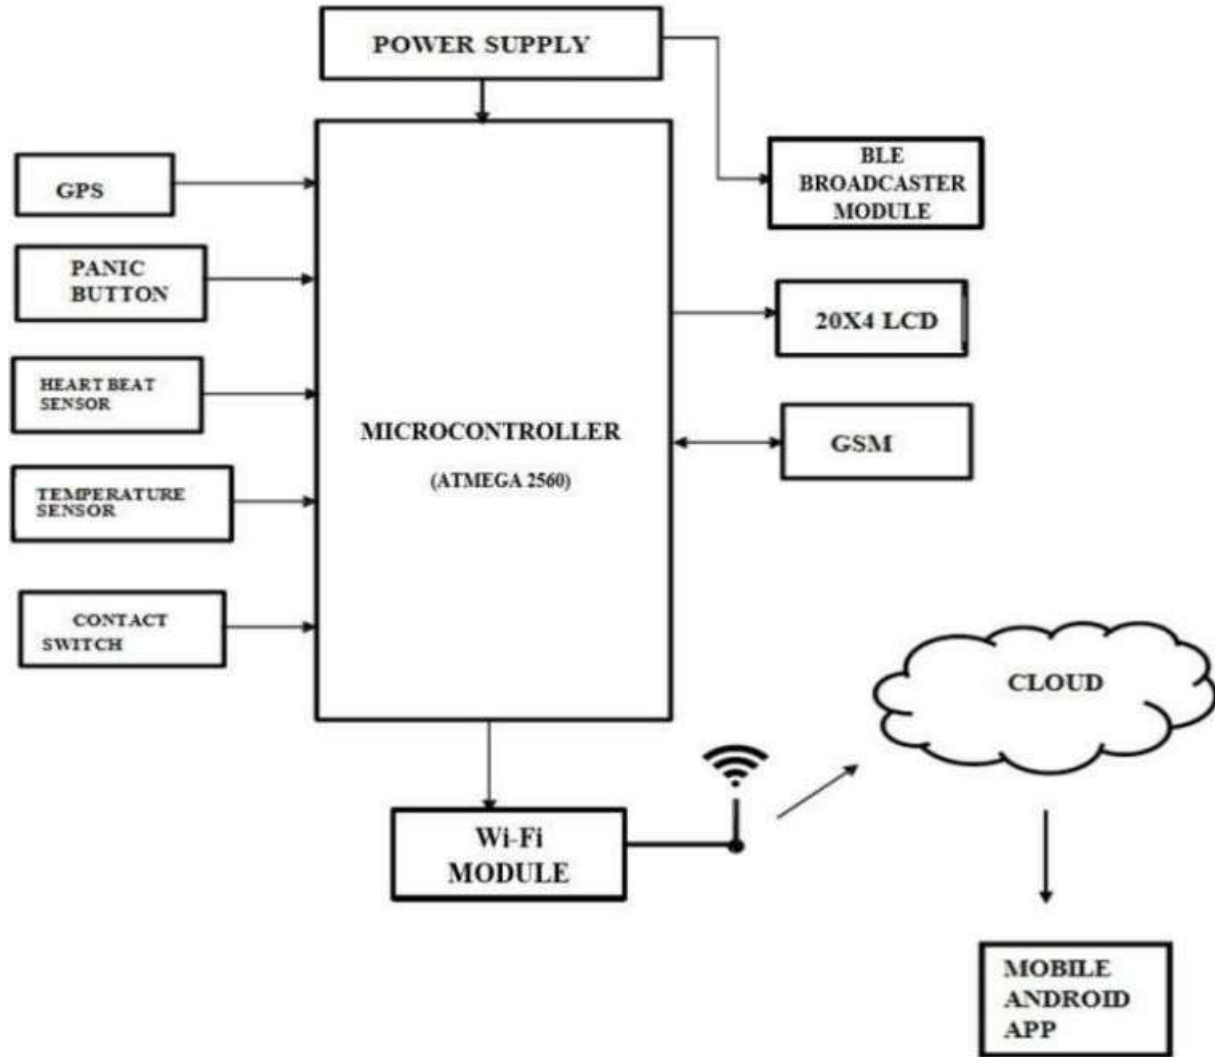 POWER SUPPLY
GPS
PANIC
BUTTON
HEART BEAT
SENSOR
TEMPERATURE
SENSOR
CONTACT
SWITCH
MICROCONTROLLER
(ATMEGA 2560)
BLE
BROADCASTER
MODULE
20X4 LCD
GSM
Wi-Fi
MODULE
CLOUD
MOBILE
ANDROID
APP